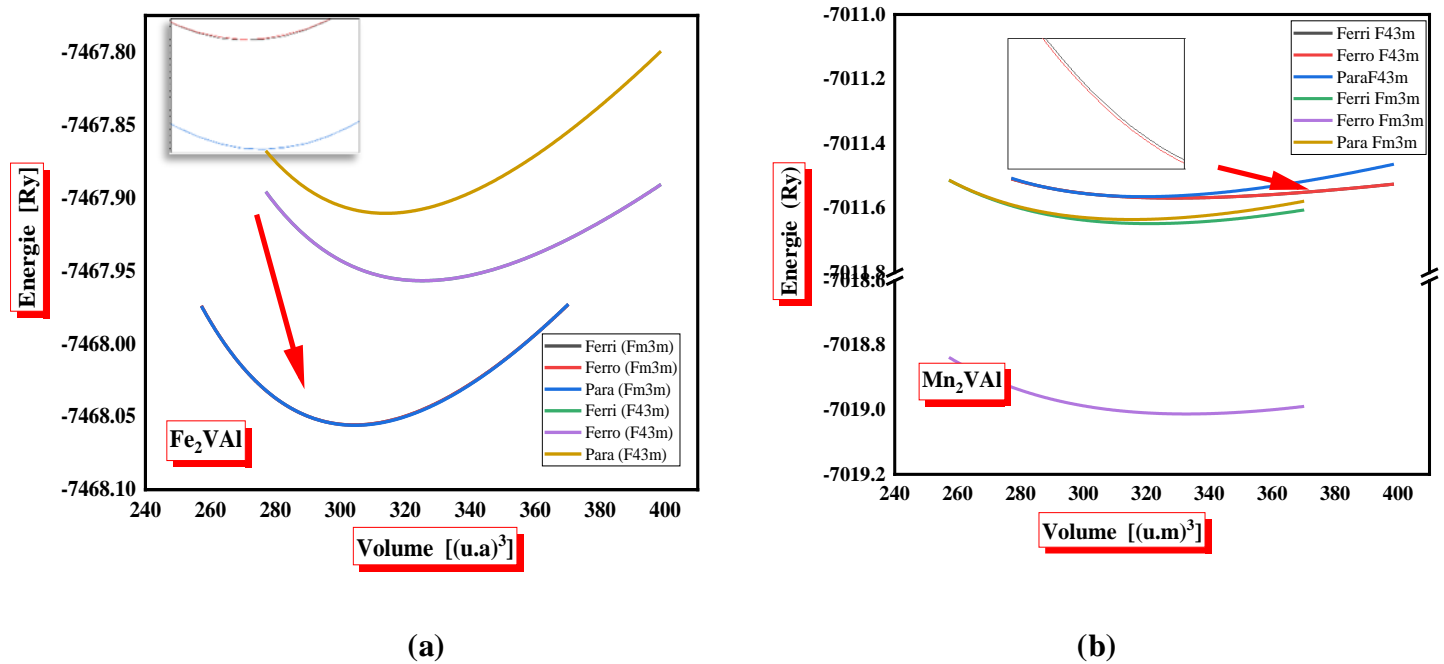 -7467.80
-7467.85
-7467.90
-7467.95
-7468.00
-7468.05
-7468.10
Energie [Ry]
240 260 280 300 320 340 360 380 400
Volume [(u.a)³]
Fe₂VAl
Ferri (Fm3m)
Ferro (Fm3m)
Para (Fm3m)
Ferri (F43m)
Ferro (F43m)
Para (F43m)
(a)
-7011.0
-7011.2
-7011.4
-7011.6
-7011.8
-7018.6
-7018.8
-7019.0
-7019.2
Energie (Ry)
240 260 280 300 320 340 360 380 400
Volume [(u.m)³]
Mn₂VAl
Ferri F43m
Ferro F43m
ParaF43m
Ferri Fm3m
Ferro Fm3m
Para Fm3m
(b)